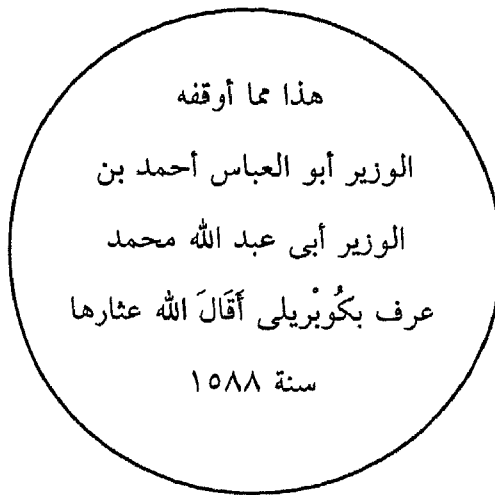 هذا مما أوقفه
الوزير أبو العباس أحمد بن
الوزير أبى عبد الله محمد
عرف بكُوبْريلى أَقَالَ الله عثارها
سنة ١٥٨٨